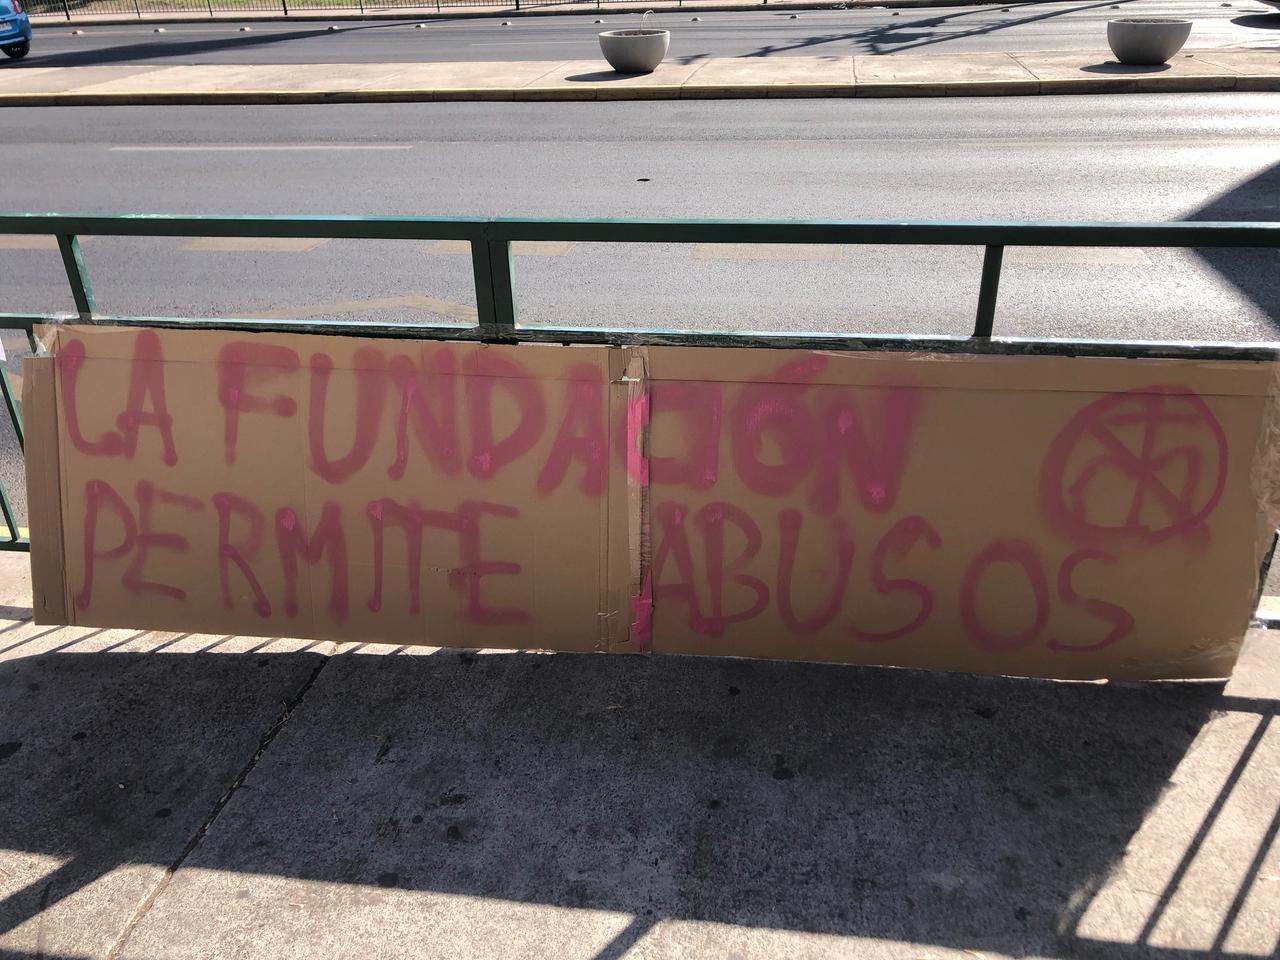 LA FUNDACIÓN
PERMITE ABUSOS